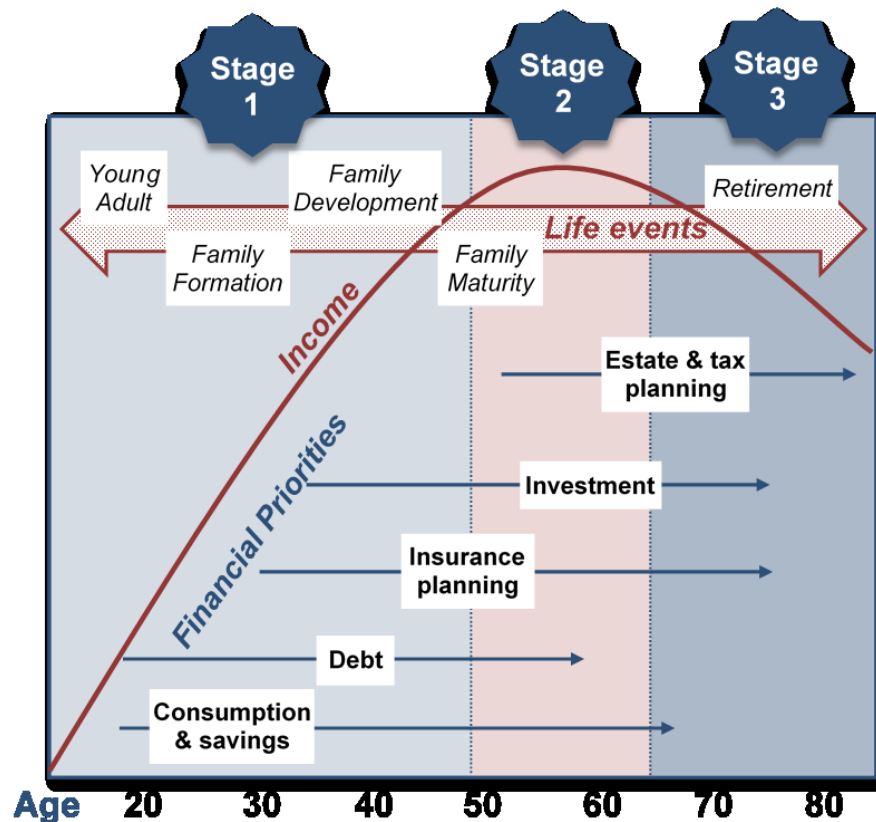 Stage
1
Stage
2
Stage
3
Young
Adult
Family
Development
Retirement
Life events
Family
Formation
Family
Maturity
Income
Estate & tax
planning
Financial Priorities
Investment
Insurance
planning
Debt
Consumption
& savings
Age 20 30 40 50 60 70 80